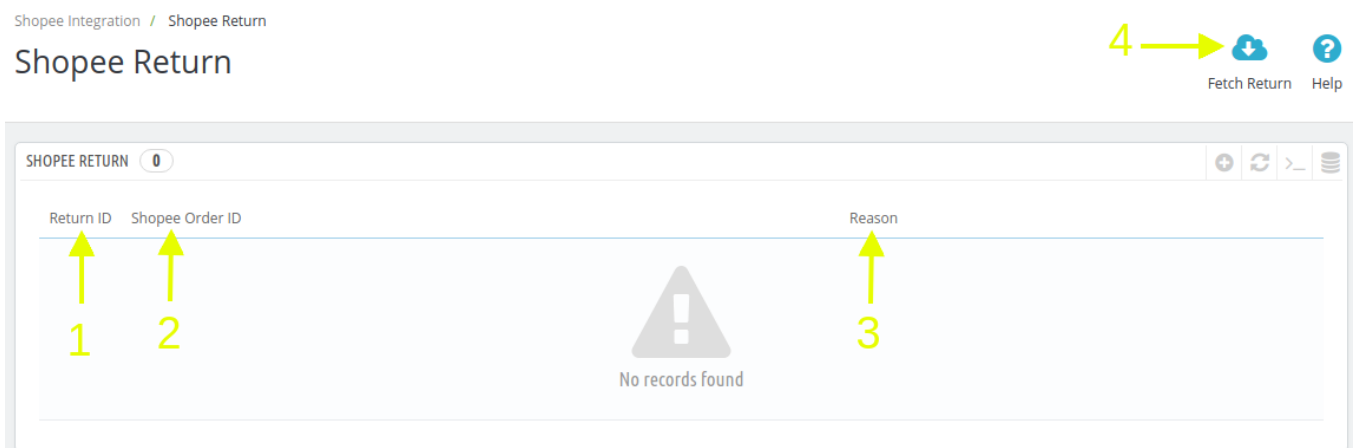 Shopee Integration / Shopee Return
Shopee Return
4
Fetch Return
Help
SHOPEE RETURN 0
Return ID Shopee Order ID Reason
1 2 3
No records found